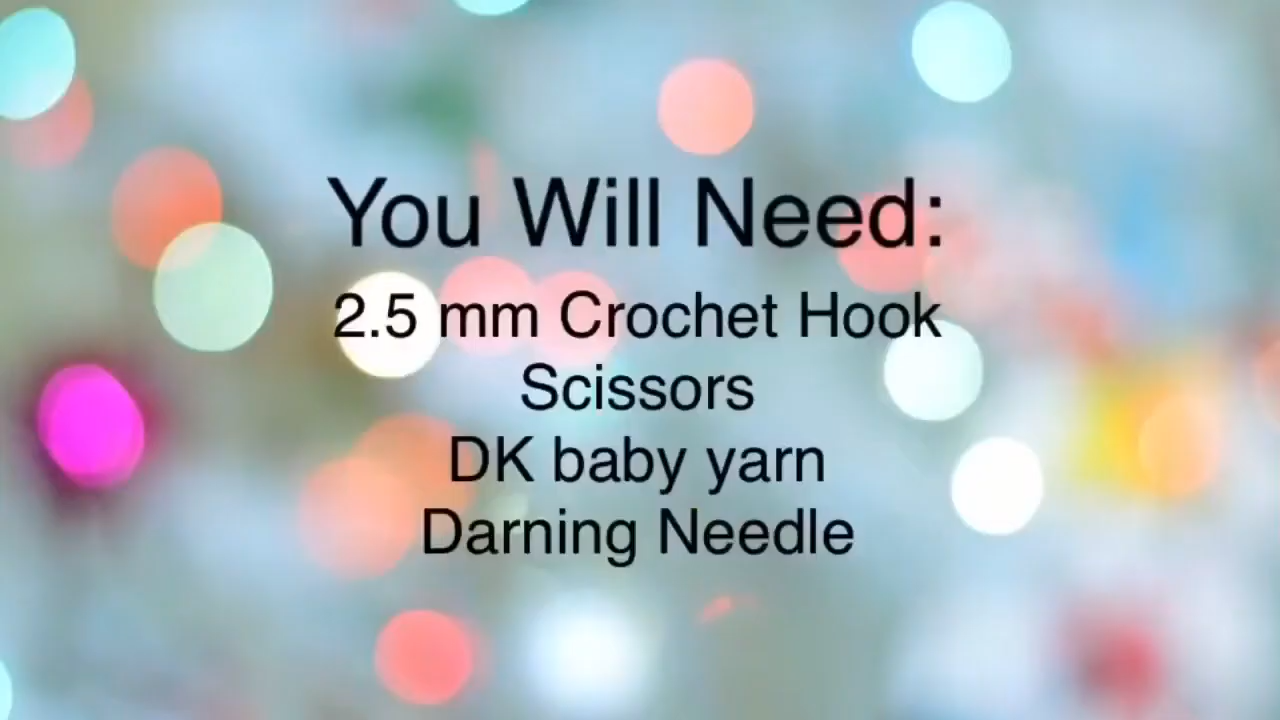 You Will Need:
2.5 mm Crochet Hook
Scissors
DK baby yarn
Darning Needle